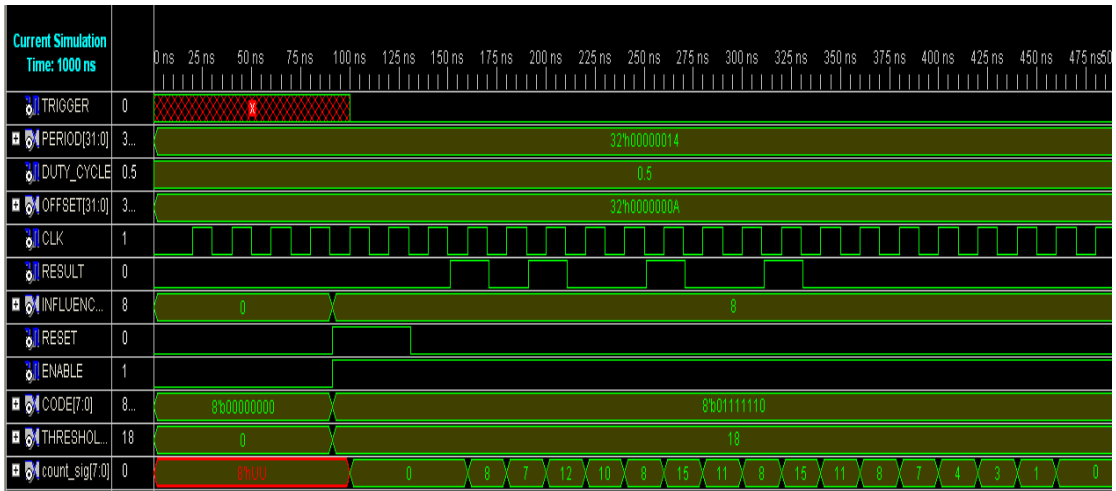 Current Simulation
Time: 1000 ns
0 ns 25 ns 50 ns 75 ns 100 ns 125 ns 150 ns 175 ns 200 ns 225 ns 250 ns 275 ns 300 ns 325 ns 350 ns 375 ns 400 ns 425 ns 450 ns 475 ns
TRIGGER 0 X
PERIOD[31:0] 3... 32'h00000014
DUTY_CYCLE 0.5 0.5
OFFSET[31:0] 3... 32'h0000000A
CLK 1
RESULT 0
INFLUENC... 8 0 8
RESET 0
ENABLE 1
CODE[7:0] 8... 8'b00000000 8'b01111110
THRESHOL... 18 0 18
count_sig[7:0] 0 8'hUU 0 8 7 12 10 8 15 11 8 15 11 8 7 4 3 1 0